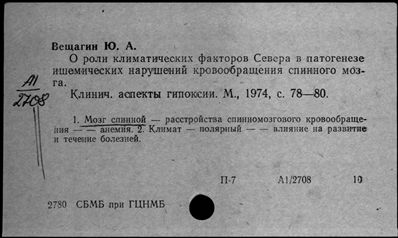 Вещагин Ю. А.
О роли климатических факторов Севера в патогенезе
ишемических нарушений кровообращения спинного моз-
га.
Клинич. аспекты гипоксии. М., 1974, с. 78—80.
А1
2708
1. Мозг спинной — расстройства спинномозгового кровообраще-
ния — — анемия. 2. Климат — полярный — — влияние на развитие
и течение болезней.
П-7 А1/2708 10
2780 СБМБ при ГЦНМБ